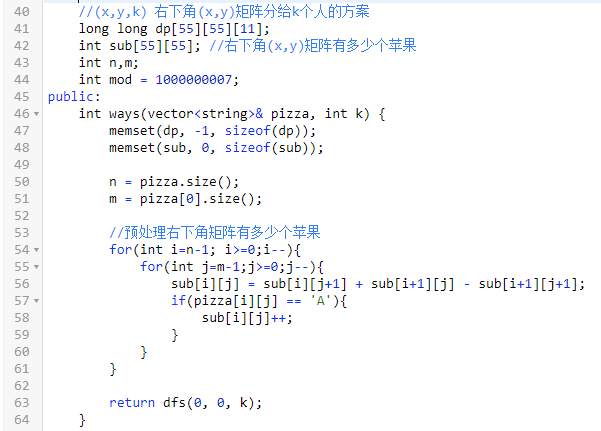 40 //(x,y,k) 右下角(x,y)矩阵分给k个人的方案
41 long long dp[55][55][11];
42 int sub[55][55]; //右下角(x,y)矩阵有多少个苹果
43 int n,m;
44 int mod = 1000000007;
45 public:
46 int ways(vector<string>& pizza, int k) {
47 memset(dp, -1, sizeof(dp));
48 memset(sub, 0, sizeof(sub));
49
50 n = pizza.size();
51 m = pizza[0].size();
52
53 //预处理右下角矩阵有多少个苹果
54 for(int i=n-1; i>=0;i--){
55 for(int j=m-1;j>=0;j--){
56 sub[i][j] = sub[i][j+1] + sub[i+1][j] - sub[i+1][j+1];
57 if(pizza[i][j] == 'A'){
58 sub[i][j]++;
59 }
60 }
61 }
62
63 return dfs(0, 0, k);
64 }